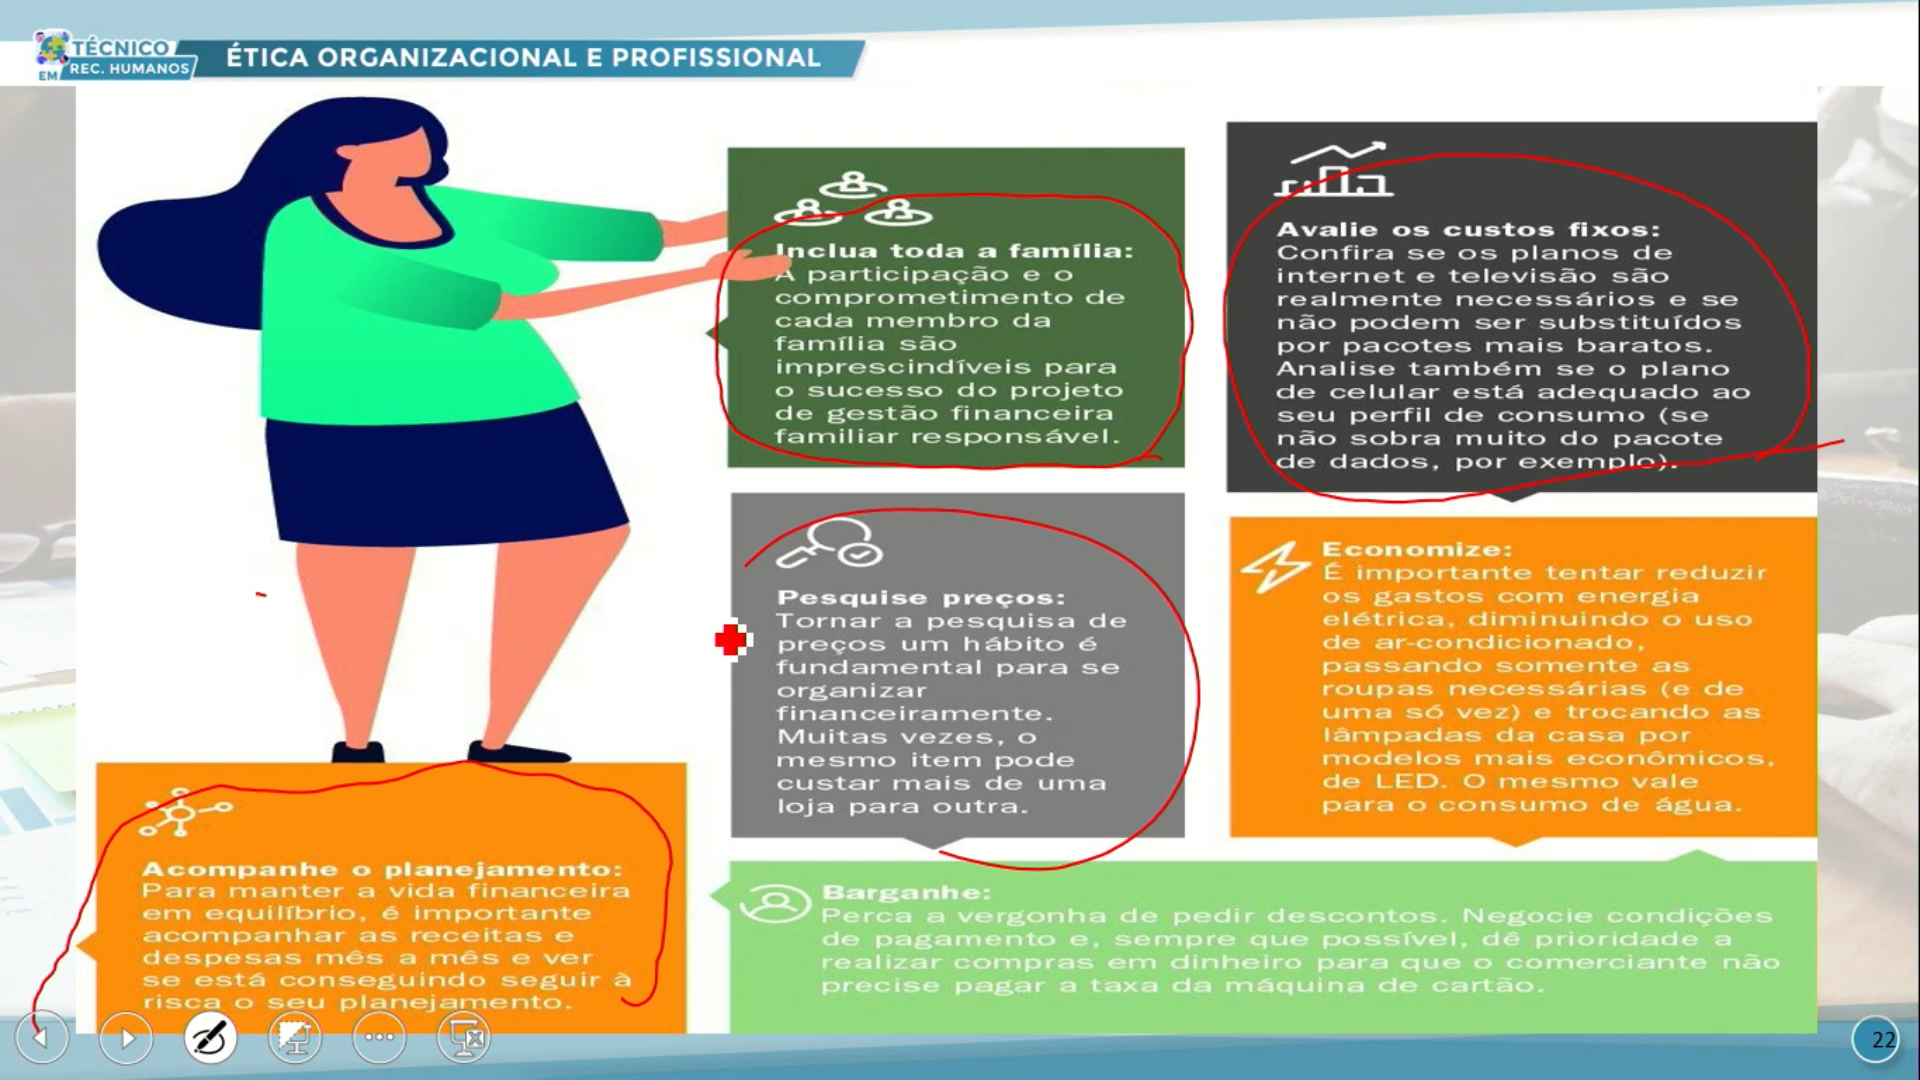 TÉCNICO
EM REC. HUMANOS
ÉTICA ORGANIZACIONAL E PROFISSIONAL
Inclua toda a família:
A participação e o
comprometimento de
cada membro da
família são
imprescindíveis para
o sucesso do projeto
de gestão financeira
familiar responsável.
Avalie os custos fixos:
Confira se os planos de
internet e televisão são
realmente necessários e se
não podem ser substituídos
por pacotes mais baratos.
Analise também se o plano
de celular está adequado ao
seu perfil de consumo (se
não sobra muito do pacote
de dados, por exemplo).
Pesquise preços:
Tornar a pesquisa de
preços um hábito é
fundamental para se
organizar
financeiramente.
Muitas vezes, o
mesmo item pode
custar mais de uma
loja para outra.
Economize:
É importante tentar reduzir
os gastos com energia
elétrica, diminuindo o uso
de ar-condicionado,
passando somente as
roupas necessárias (e de
uma só vez) e trocando as
lâmpadas da casa por
modelos mais econômicos,
de LED. O mesmo vale
para o consumo de água.
Acompanhe o planejamento:
Para manter a vida financeira
em equilíbrio, é importante
acompanhar as receitas e
despesas mês a mês e ver
se está conseguindo seguir à
risca o seu planejamento.
Barganhe:
Perca a vergonha de pedir descontos. Negocie condições
de pagamento e, sempre que possível, dê prioridade a
realizar compras em dinheiro para que o comerciante não
precise pagar a taxa da máquina de cartão.
22